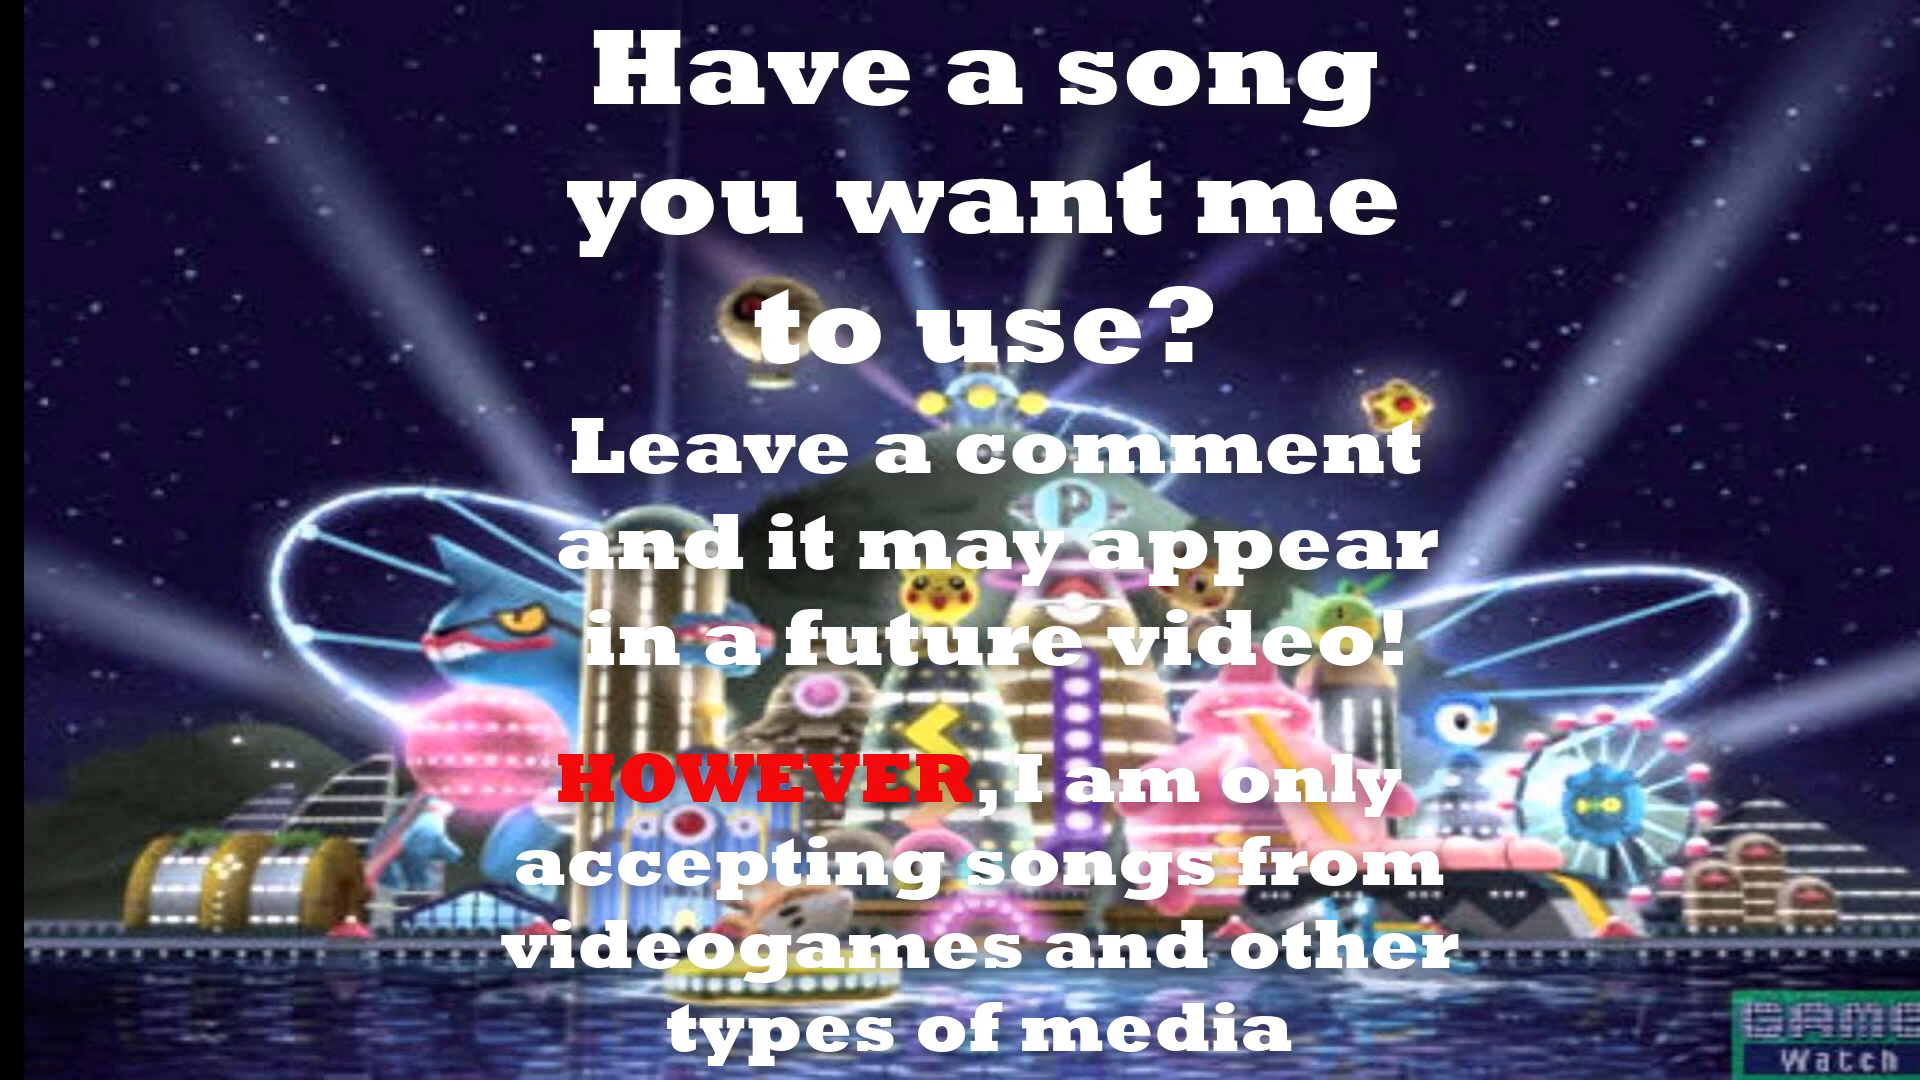 Have a song
you want me
to use?
Leave a comment
and it may appear
in a future video!
HOWEVER, I am only
accepting songs from
videogames and other
types of media
P
GAME
Watch